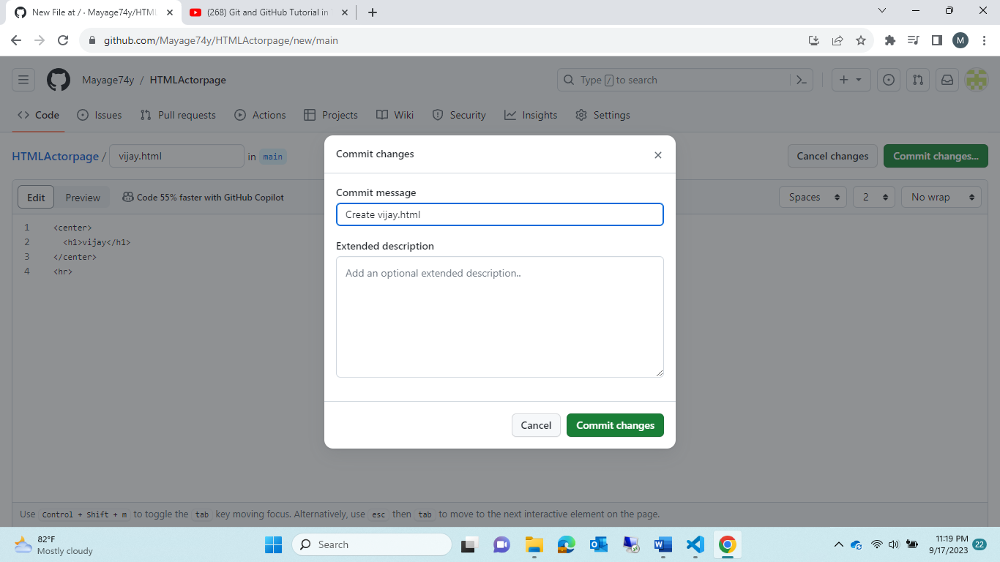 New File at / · Mayage74y/HTML
(268) Git and GitHub Tutorial in
github.com/Mayage74y/HTMLActorpage/new/main
M
Mayage74y / HTMLActorpage
Type / to search
Code Issues Pull requests Actions Projects Wiki Security Insights Settings
HTMLActorpage / vijay.html in main
Cancel changes Commit changes...
Edit Preview Code 55% faster with GitHub Copilot
Spaces 2 No wrap
1 <center>
2 <h1>vijay</h1>
3 </center>
4 <hr>
Commit changes
Commit message
Create vijay.html
Extended description
Add an optional extended description..
Cancel Commit changes
Use Control + Shift + m to toggle the tab key moving focus. Alternatively, use esc then tab to move to the next interactive element on the page.
82°F
Mostly cloudy
Search
11:19 PM
9/17/2023
22